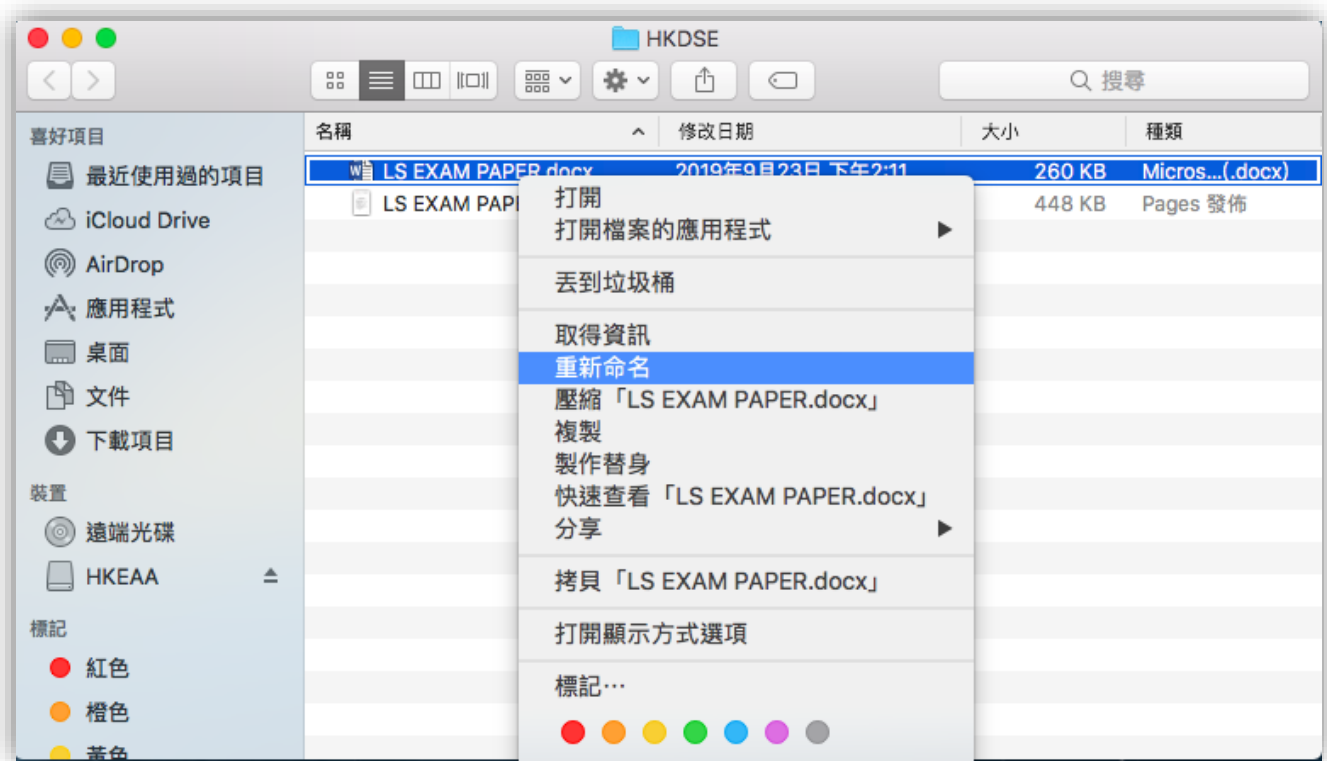 HKDSE
搜尋
喜好項目
最近使用過的項目
iCloud Drive
AirDrop
應用程式
桌面
文件
下載項目
裝置
遠端光碟
HKEAA
標記
紅色
橙色
黃色
名稱 修改日期 大小 種類
LS EXAM PAPER.docx 2019年9月23日 下午2:11 260 KB Micros...(.docx)
LS EXAM 448 KB Pages 發佈
打開
打開檔案的應用程式
丟到垃圾桶
取得資訊
重新命名
壓縮「LS EXAM PAPER.docx」
複製
製作替身
快速查看「LS EXAM PAPER.docx」
分享
拷貝「LS EXAM PAPER.docx」
打開顯示方式選項
標記⋯